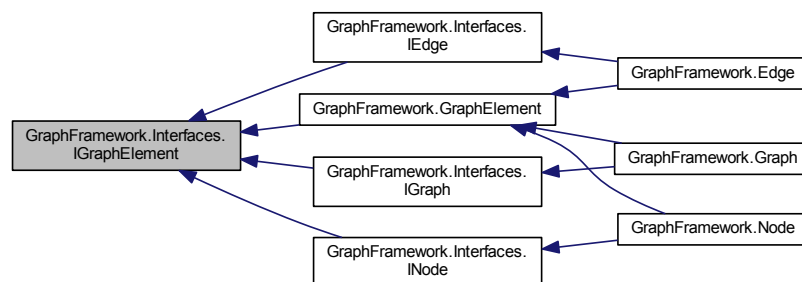 GraphFramework.Interfaces.
IEdge
GraphFramework.Edge
GraphFramework.GraphElement
GraphFramework.Interfaces.
IGraphElement
GraphFramework.Graph
GraphFramework.Interfaces.
IGraph
GraphFramework.Node
GraphFramework.Interfaces.
INode